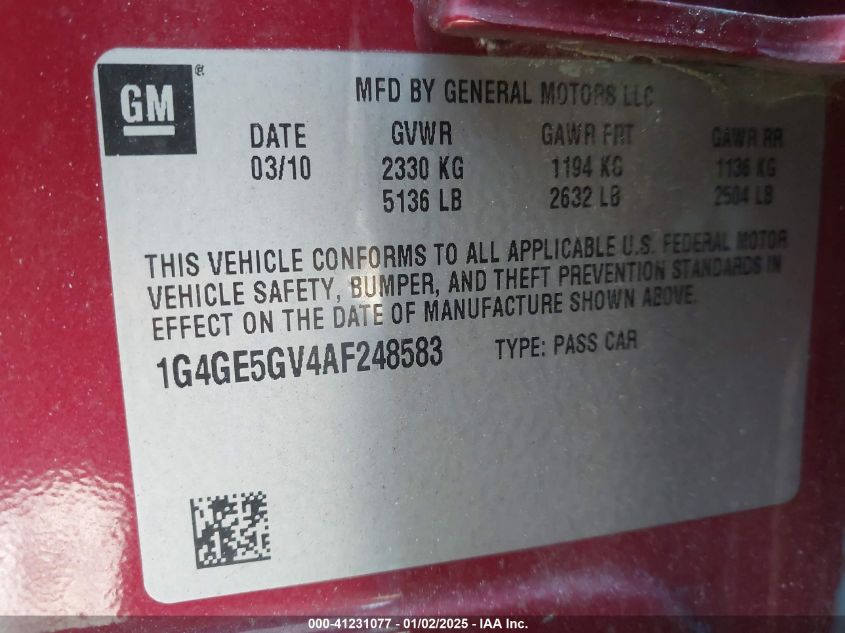 GM®
MFD BY GENERAL MOTORS LLC
DATE GVWR GAWR FRT GAWR RR
03/10 2330 KG 1194 KG 1136 KG
5136 LB 2632 LB 2504 LB
THIS VEHICLE CONFORMS TO ALL APPLICABLE U.S. FEDERAL MOTOR
VEHICLE SAFETY, BUMPER, AND THEFT PREVENTION STANDARDS IN
EFFECT ON THE DATE OF MANUFACTURE SHOWN ABOVE.
1G4GE5GV4AF248583 TYPE: PASS CAR
000-41231077 - 01/02/2025 - IAA Inc.